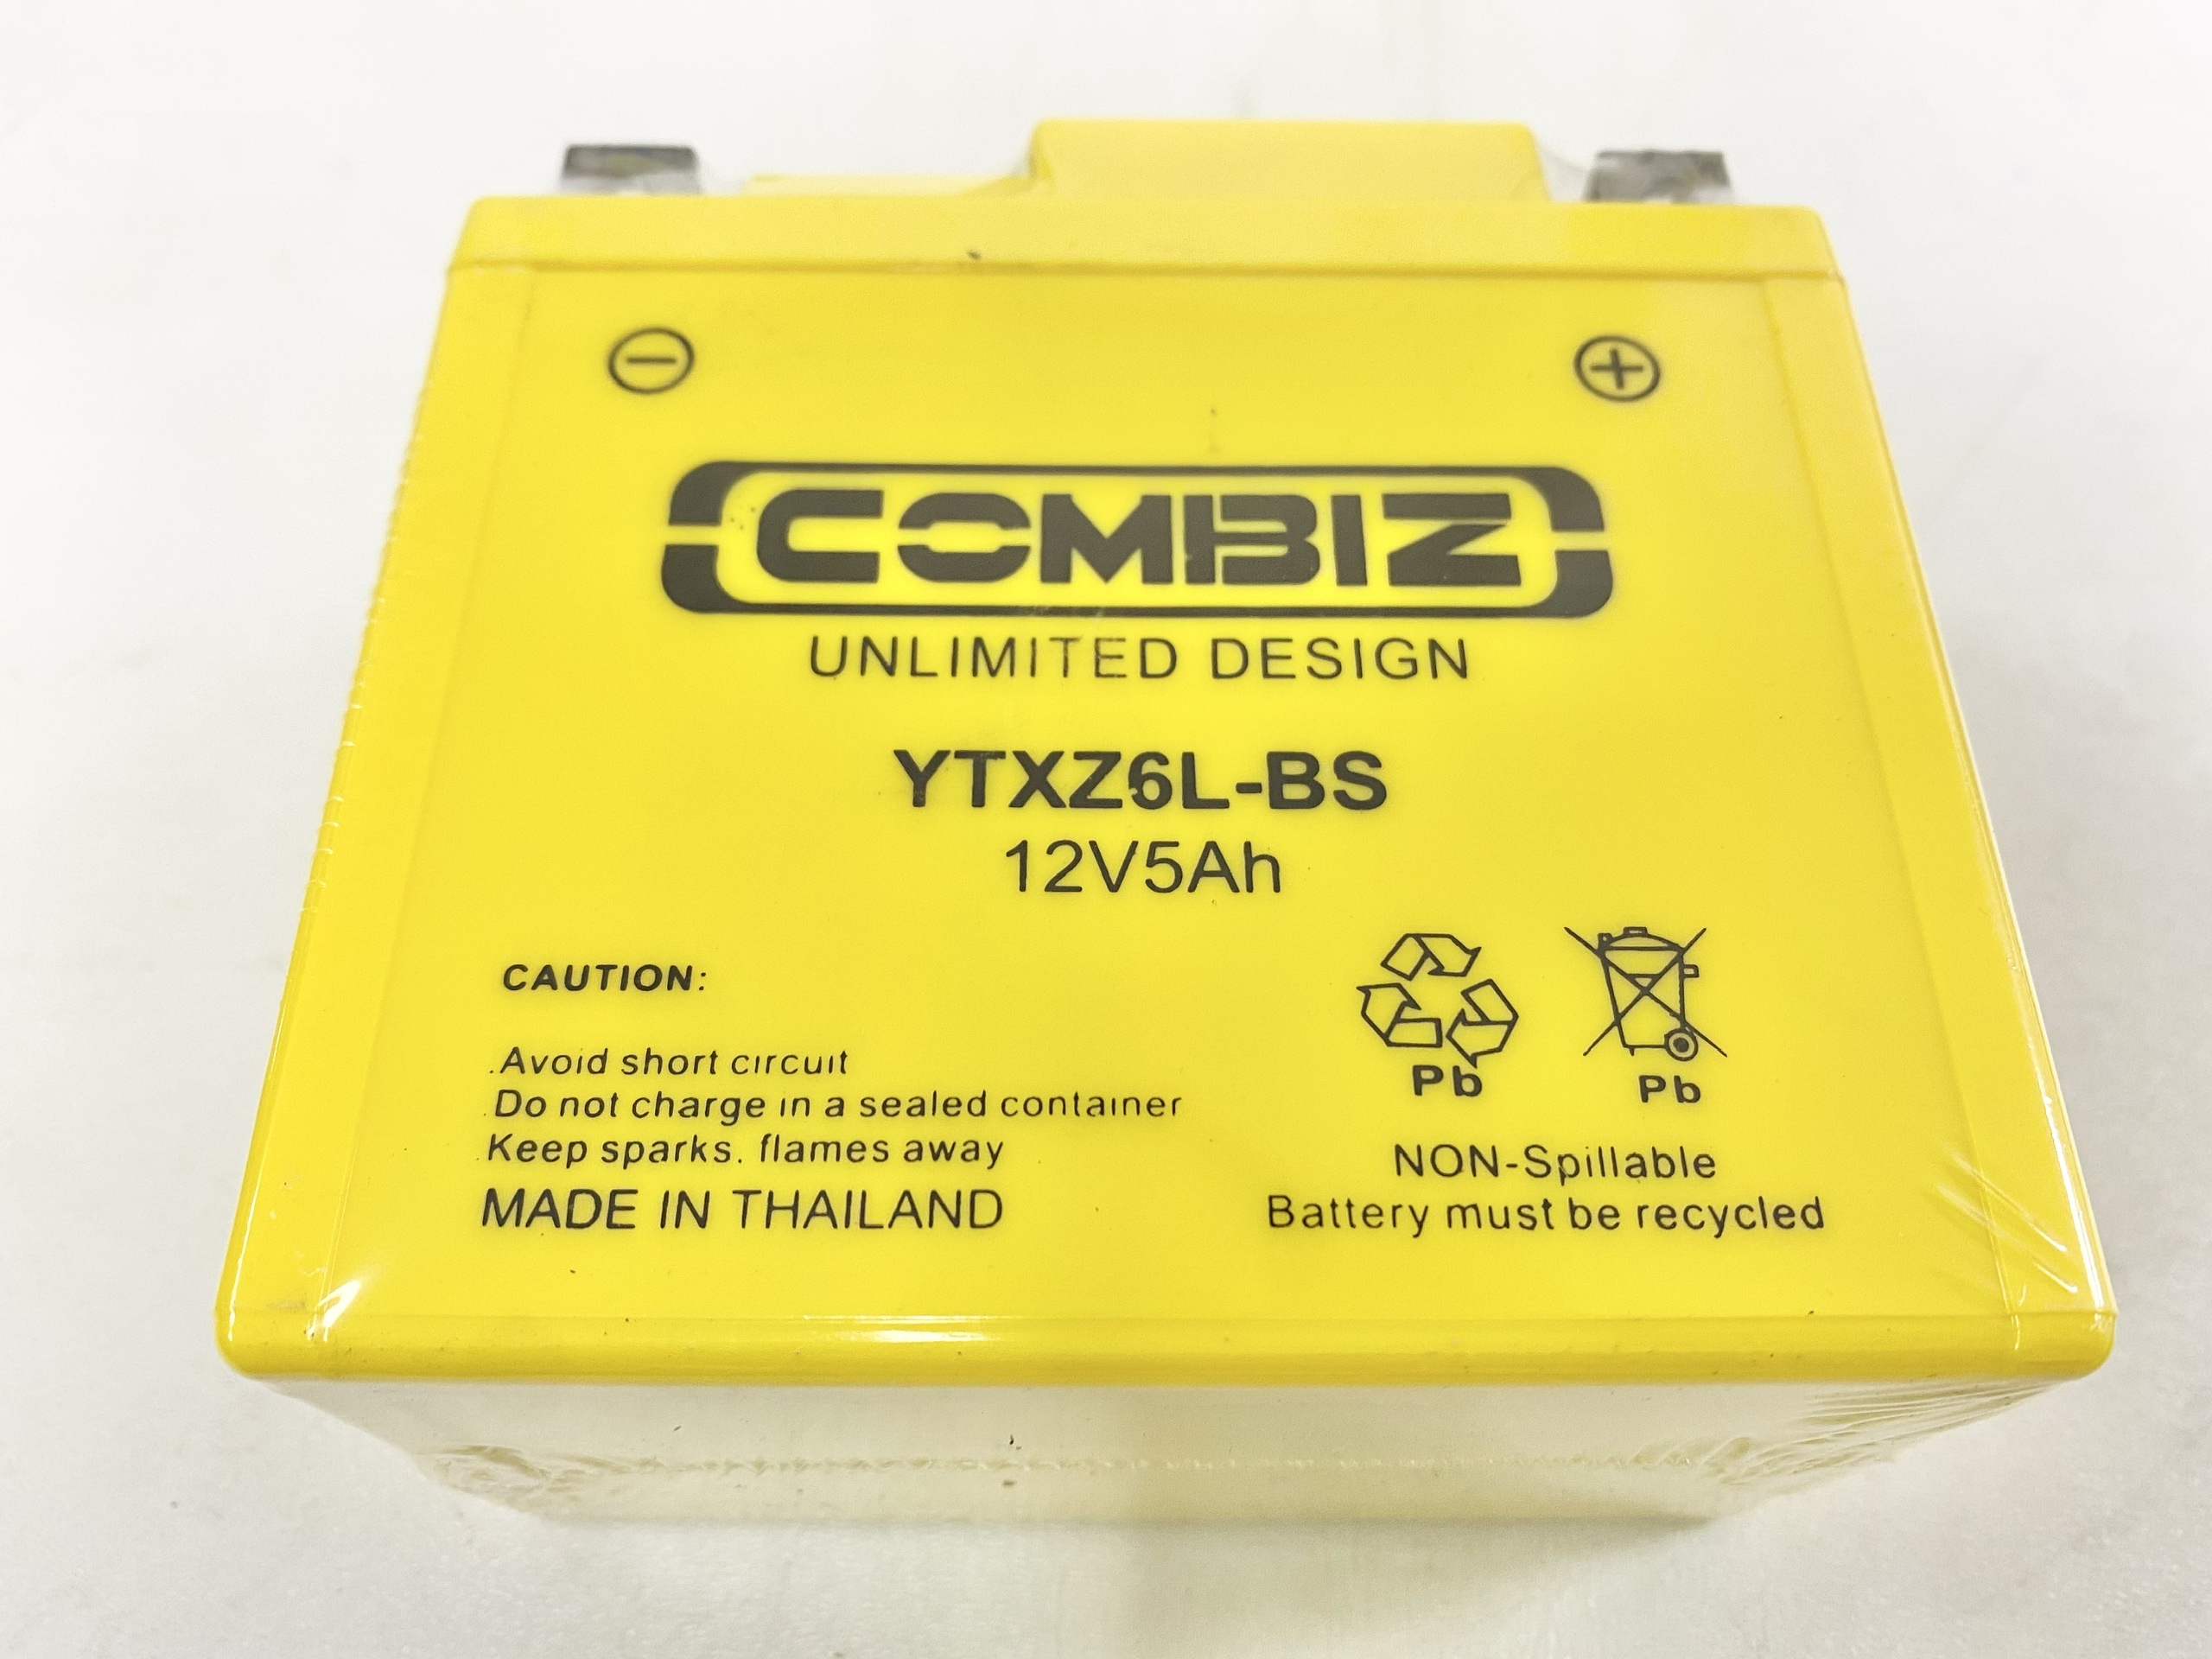 COMBIZ
UNLIMITED DESIGN
YTXZ6L-BS
12V5Ah
CAUTION:
.Avoid short circuit
.Do not charge in a sealed container
.Keep sparks. flames away
MADE IN THAILAND
Pb
Pb
NON-Spillable
Battery must be recycled